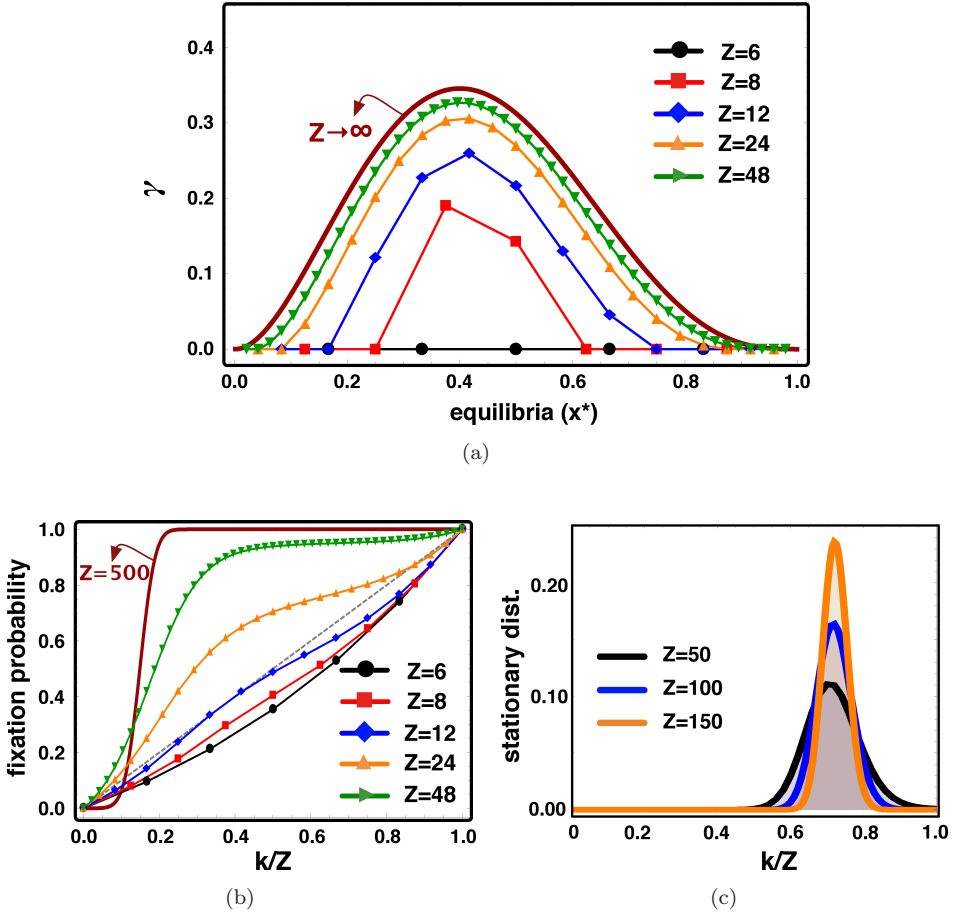 0.4
0.3
0.2
0.1
0.0
γ
Z→∞
Z=6
Z=8
Z=12
Z=24
Z=48
0.0 0.2 0.4 0.6 0.8 1.0
equilibria (x*)
(a)
1.0
0.8
0.6
0.4
0.2
0.0
fixation probability
Z=500
Z=6
Z=8
Z=12
Z=24
Z=48
0.0 0.2 0.4 0.6 0.8 1.0
k/Z
(b)
0.20
0.10
0.00
stationary dist.
Z=50
Z=100
Z=150
0 0.2 0.4 0.6 0.8 1.0
k/Z
(c)